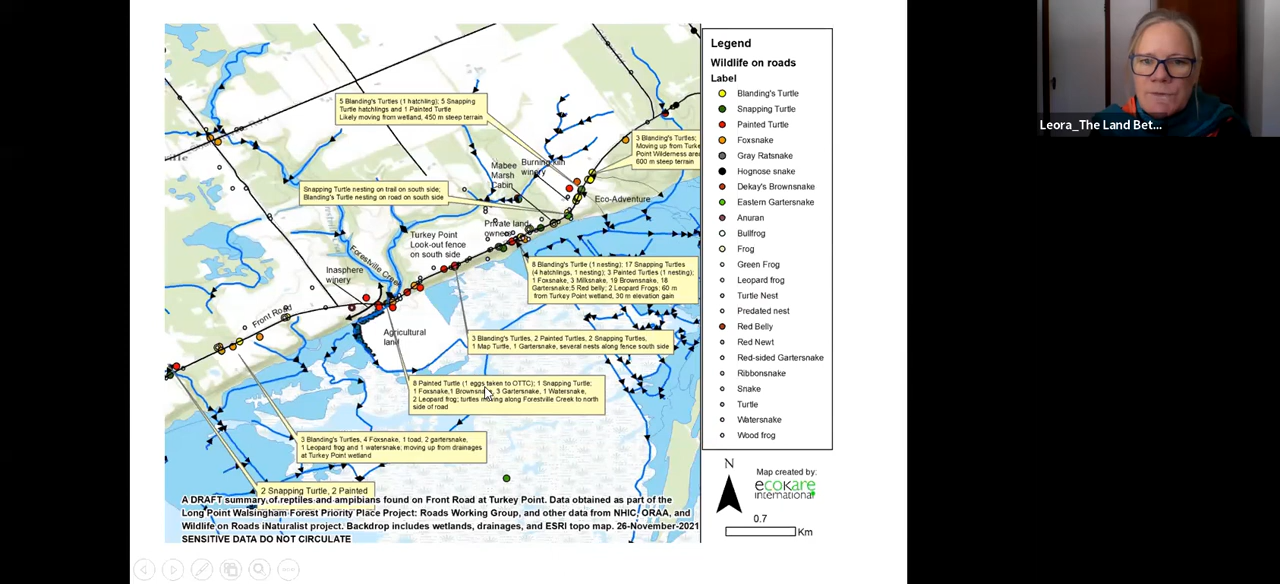 Legend
Wildlife on roads
Label
Blanding's Turtle
Snapping Turtle
Painted Turtle
Foxsnake
Gray Ratsnake
Hognose snake
Dekay's Brownsnake
Eastern Gartersnake
Anuran
Bullfrog
Frog
Green Frog
Leopard frog
Turtle Nest
Predated nest
Red Belly
Red Newt
Red-sided Gartersnake
Ribbonsnake
Snake
Turtle
Watersnake
Wood frog
N
Map created by:
ecokare
international
0.7
Km
Leora_The Land Bet...
5 Blanding's Turtles (1 hatchling); 5 Snapping
Turtle hatchlings and 1 Painted Turtle
Likely moving from wetland, 450 m steep terrain
3 Blanding's Turtles;
Moving up from Turke
Point Wilderness area
600 m steep terrain
Mabee
Marsh
Cabin
Burning kiln
winery
Snapping Turtle nesting on trail on south side;
Blanding's Turtle nesting on road on south side
Eco-Adventure
Private land
owner
Turkey Point
Look-out fence
on south side
Forestville Creek
Inasphere
winery
Front Road
Agricultural
land
8 Blanding's Turtle (1 nesting); 17 Snapping Turtles
(4 hatchlings, 1 nesting); 3 Painted Turtles (1 nesting);
1 Foxsnake, 3 Milksnake, 19 Brownsnake, 18
Gartersnake;5 Red belly; 2 Leopard Frogs; 60 m
from Turkey Point wetland, 30 m elevation gain
3 Blanding's Turtles, 2 Painted Turtles, 2 Snapping Turtles,
1 Map Turtle, 1 Gartersnake, several nests along fence south side
8 Painted Turtle (1 eggs taken to OTTC); 1 Snapping Turtle;
1 Foxsnake,1 Brownsnake, 3 Gartersnake, 1 Watersnake,
2 Leopard frog; turtles moving along Forestville Creek to north
side of road
3 Blanding's Turtles, 4 Foxsnake, 1 toad, 2 gartersnake,
1 Leopard frog and 1 watersnake; moving up from drainages
at Turkey Point wetland
2 Snapping Turtle, 2 Painted
A DRAFT summary of reptiles and ampibians found on Front Road at Turkey Point. Data obtained as part of the
Long Point Walsingham Forest Priority Place Project: Roads Working Group, and other data from NHIC, ORAA, and
Wildlife on Roads iNaturalist project. Backdrop includes wetlands, drainages, and ESRI topo map. 26-November-2021
SENSITIVE DATA DO NOT CIRCULATE